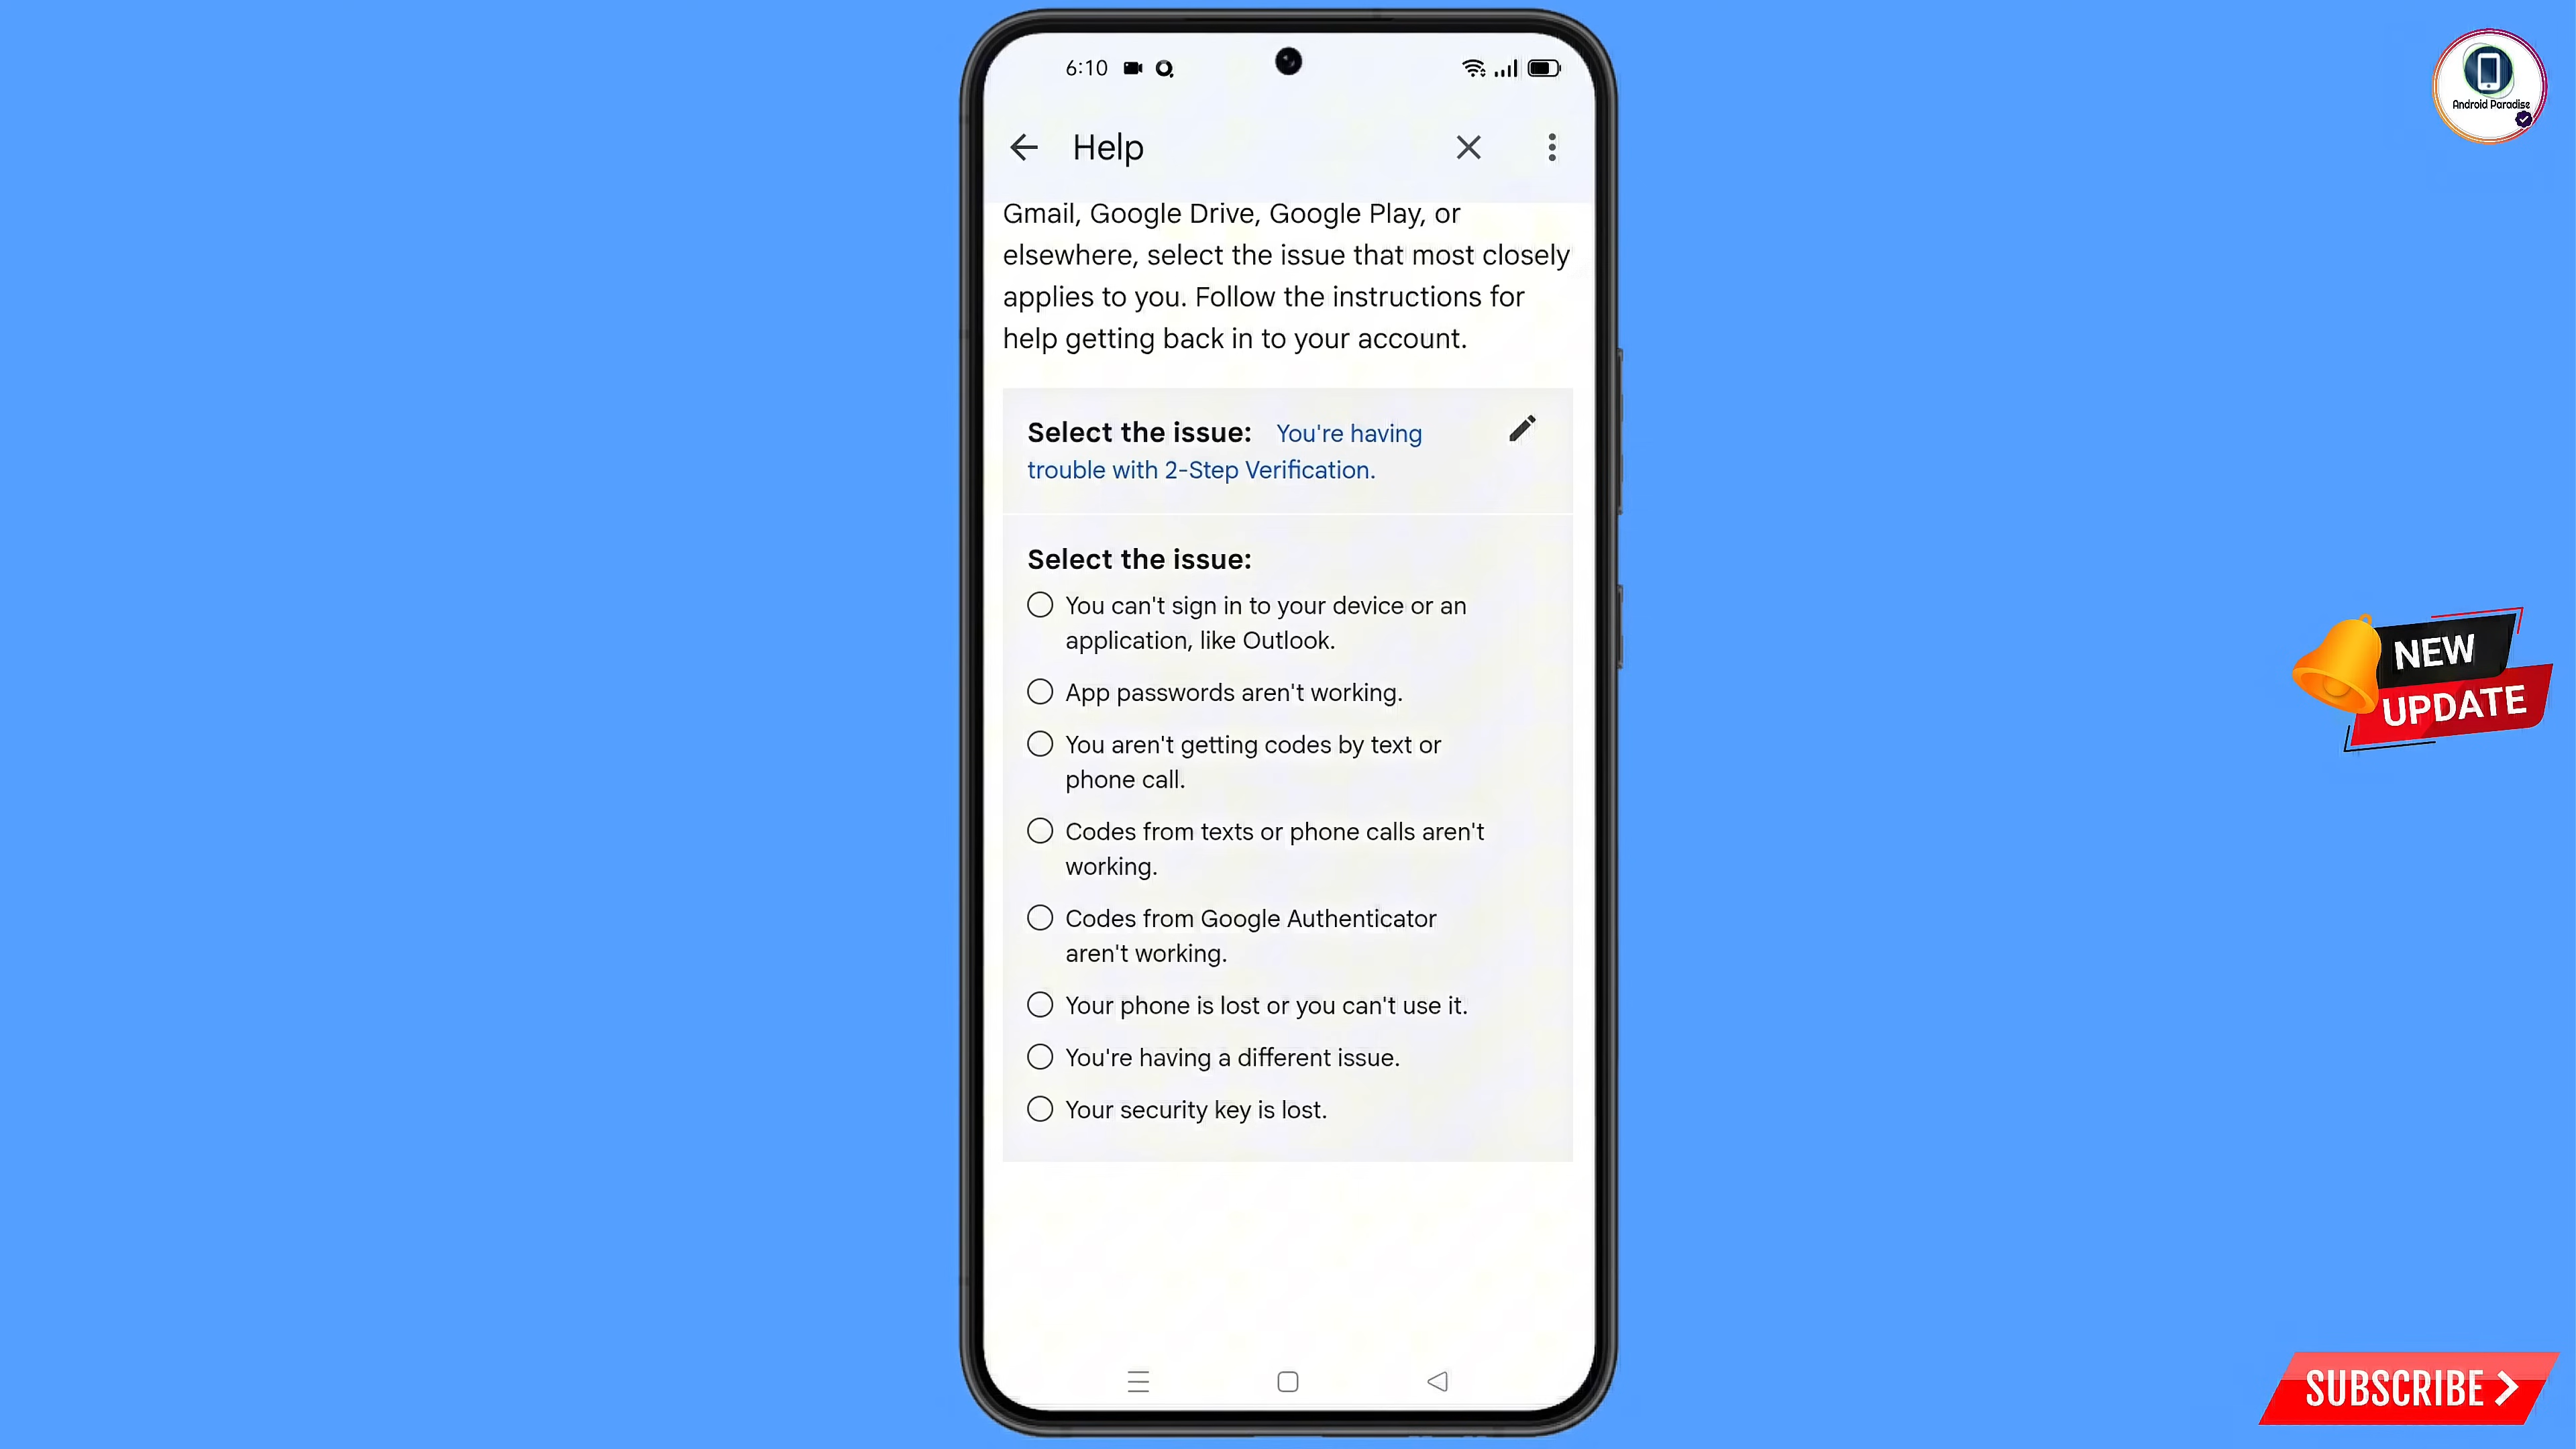 6:10
Help
Gmail, Google Drive, Google Play, or
elsewhere, select the issue that most closely
applies to you. Follow the instructions for
help getting back in to your account.
Select the issue: You're having
trouble with 2-Step Verification.
Select the issue:
You can't sign in to your device or an
application, like Outlook.
App passwords aren't working.
You aren't getting codes by text or
phone call.
Codes from texts or phone calls aren't
working.
Codes from Google Authenticator
aren't working.
Your phone is lost or you can't use it.
You're having a different issue.
Your security key is lost.
Android Paradise
NEW
UPDATE
SUBSCRIBE